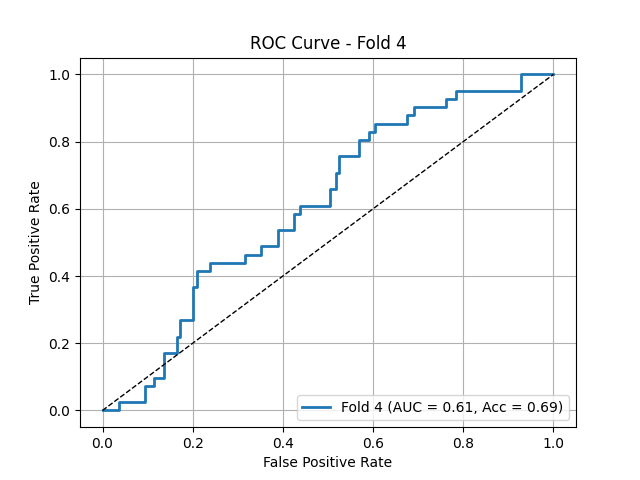 ROC Curve - Fold 4
True Positive Rate
1.0
0.8
0.6
0.4
0.2
0.0
Fold 4 (AUC = 0.61, Acc = 0.69)
0.0 0.2 0.4 0.6 0.8 1.0
False Positive Rate